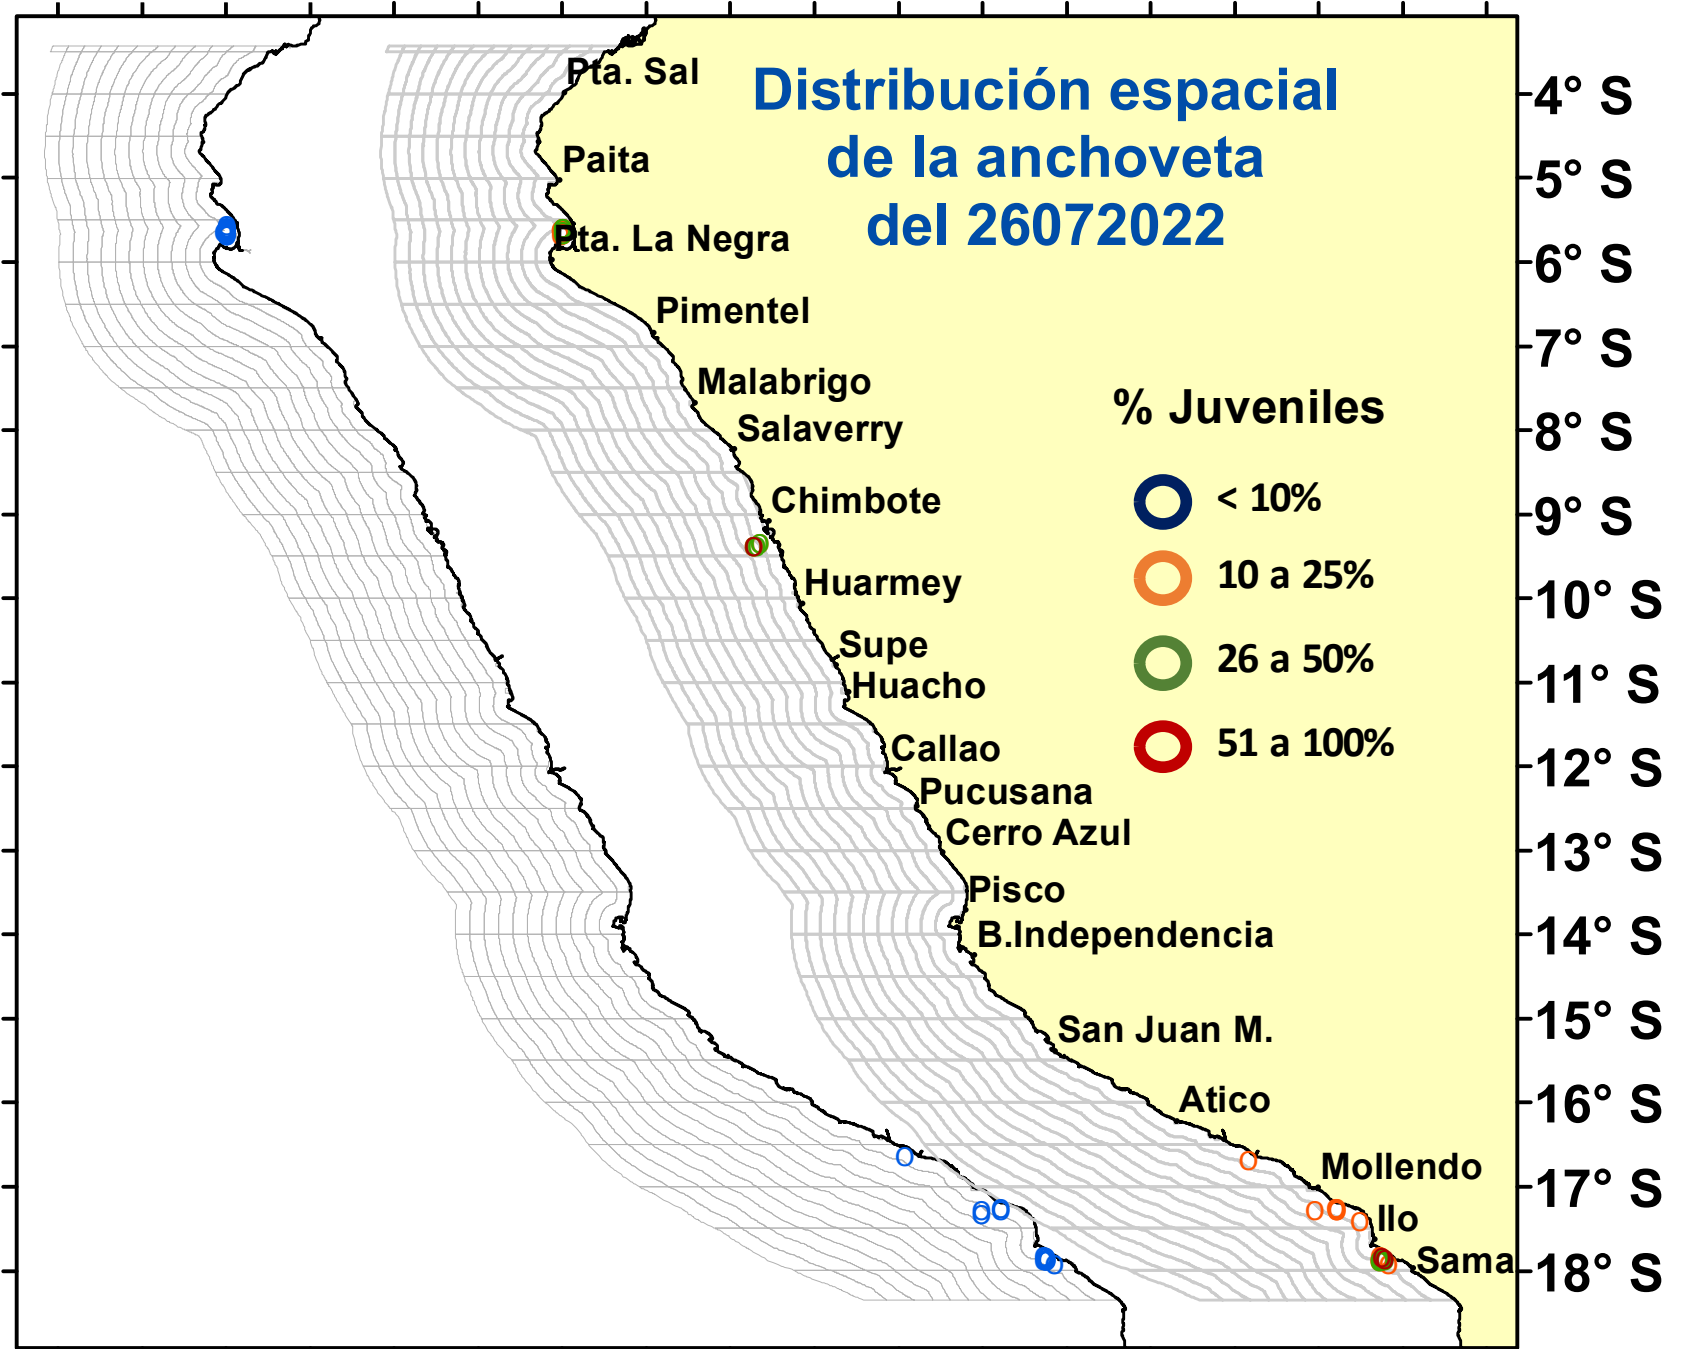 Distribución espacial
de la anchoveta
del 26072022
Pta. Sal
Paita
Pta. La Negra
Pimentel
Malabrigo
Salaverry
Chimbote
Huarmey
Supe
Huacho
Callao
Pucusana
Cerro Azul
Pisco
B.Independencia
San Juan M.
Atico
Mollendo
Ilo
Sama
% Juveniles
< 10%
10 a 25%
26 a 50%
51 a 100%
4° S
5° S
6° S
7° S
8° S
9° S
10° S
11° S
12° S
13° S
14° S
15° S
16° S
17° S
18° S